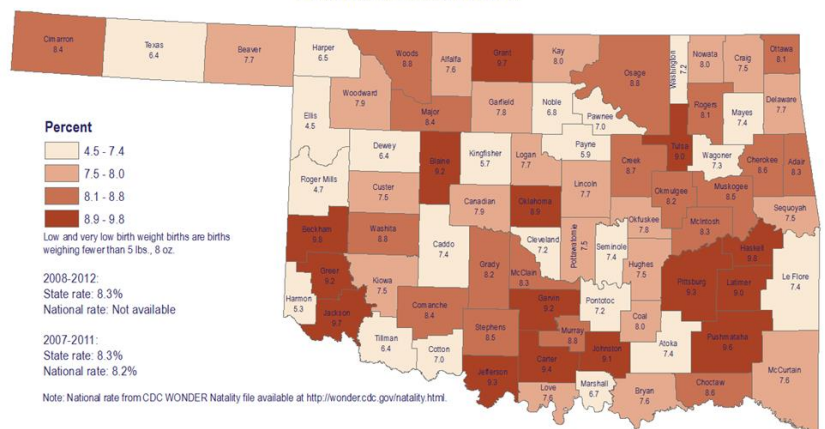 Cimarron
8.4
Texas
6.4
Beaver
7.7
Harper
6.5
Woods
8.8
Alfalfa
7.6
Grant
9.7
Kay
8.0
Osage
8.8
Washington
7.2
Nowata
8.0
Craig
7.5
Ottawa
8.1
Ellis
4.5
Woodward
7.9
Major
8.4
Garfield
7.8
Noble
6.8
Pawnee
7.0
Rogers
8.1
Mayes
7.4
Delaware
7.7
Dewey
6.4
Blaine
9.2
Kingfisher
5.7
Logan
7.7
Payne
5.9
Creek
8.7
Tulsa
Wagoner
7.3
Cherokee
8.6
Adair
8.3
Roger Mills
4.7
Custer
7.5
Canadian
7.9
Oklahoma
8.9
Lincoln
7.7
Okmulgee
8.2
Muskogee
8.5
Sequoyah
7.5
Beckham
Washita
8.8
Caddo
7.4
Cleveland
7.2
Pottawatomie
7.5
Seminole
7.4
Okfuskee
7.8
McIntosh
8.3
Haskell
Greer
9.2
Kiowa
7.5
Grady
8.2
McClain
8.3
Hughes
7.5
Pittsburg
9.3
Latimer
Le Flore
7.4
Harmon
5.3
Jackson
9.7
Comanche
8.4
Garvin
9.2
Pontotoc
7.2
Coal
8.0
Tillman
6.4
Cotton
7.0
Stephens
8.5
Murray
8.8
Johnston
9.1
Atoka
7.4
Pushmataha
McCurtain
7.6
Jefferson
9.3
Carter
9.4
Love
Marshall
6.7
Bryan
7.6
Choctaw
8.6
Percent
4.5 - 7.4
7.5 - 8.0
8.1 - 8.8
8.9 - 9.8
Low and very low birth weight births are births
weighing fewer than 5 lbs., 8 oz.
2008-2012:
State rate: 8.3%
National rate: Not available
2007-2011:
State rate: 8.3%
National rate: 8.2%
Note: National rate from CDC WONDER Natality file available at http://wonder.cdc.gov/natality.html.